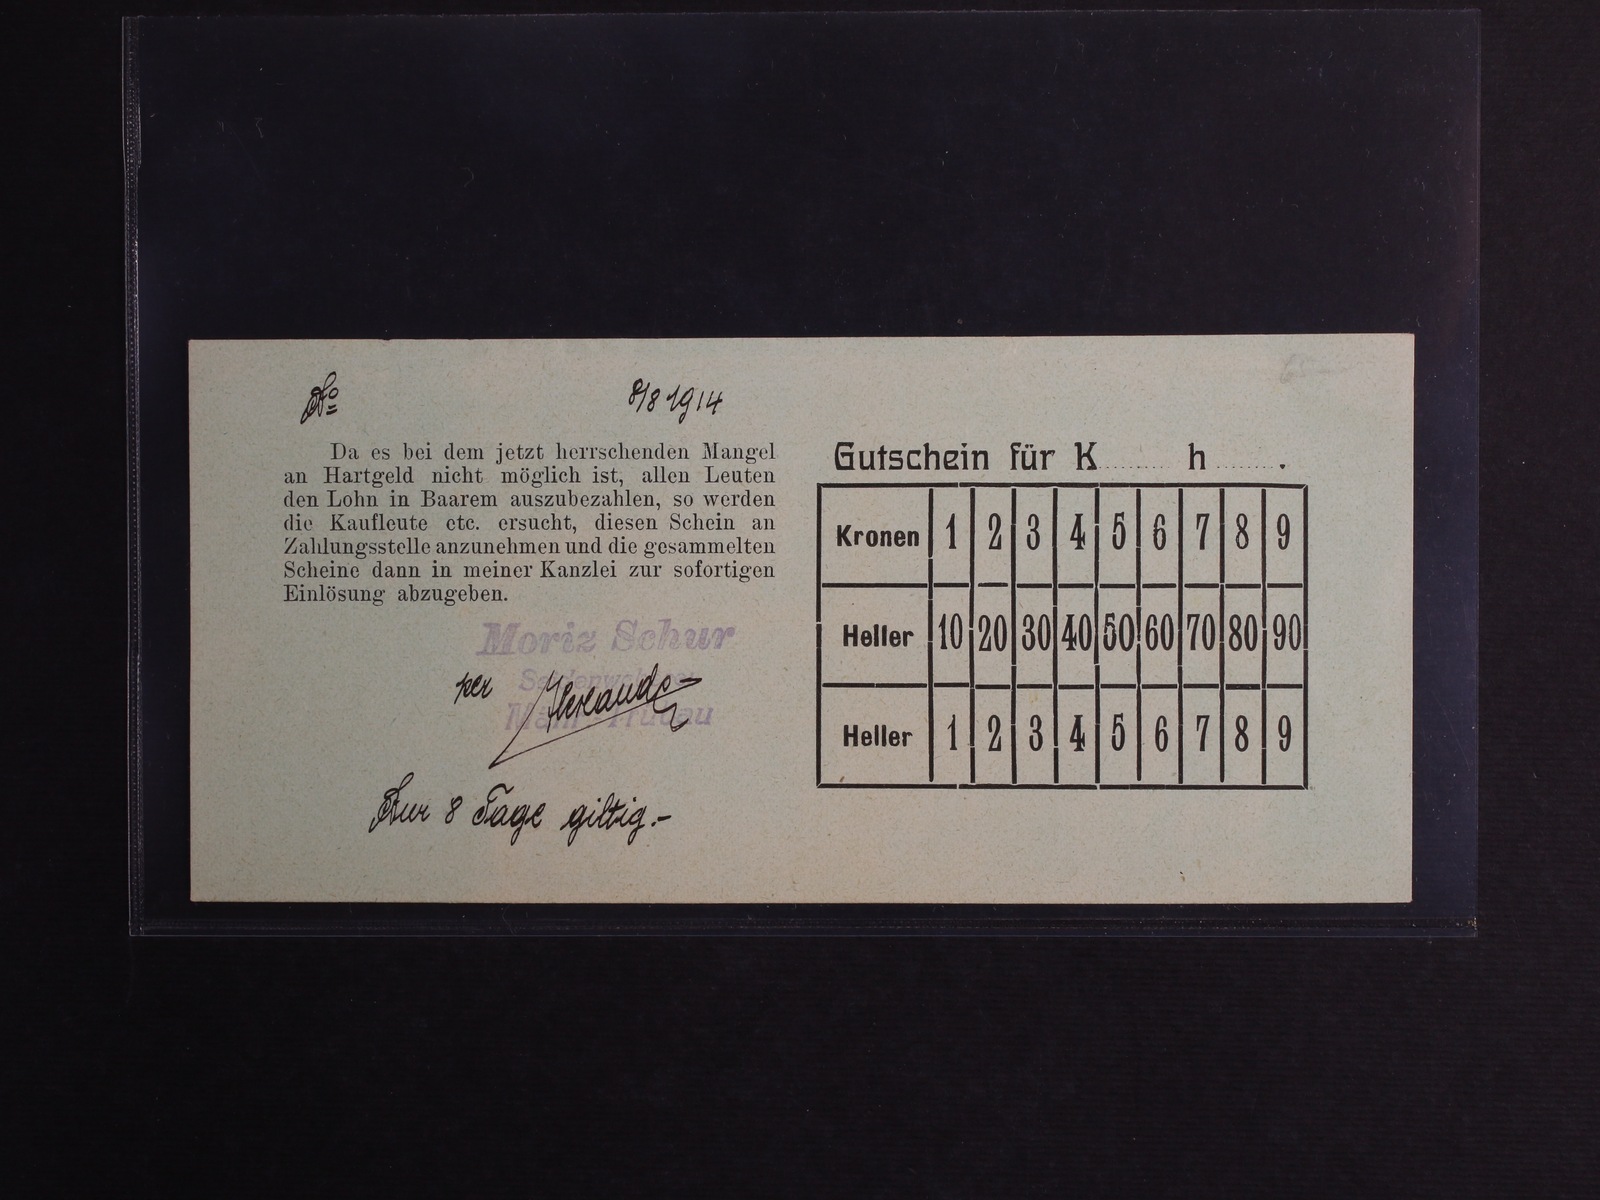 No
8/8 1914
Da es bei dem jetzt herrschenden Mangel
an Hartgeld nicht möglich ist, allen Leuten
den Lohn in Baarem auszubezahlen, so werden
die Kaufleute etc. ersucht, diesen Schein an
Zahlungsstelle anzunehmen und die gesammelten
Scheine dann in meiner Kanzlei zur sofortigen
Einlösung abzugeben.
Moriz Schur
per
Nur 8 Tage giltig.-
Gutschein für K........ h........
Kronen 1 2 3 4 5 6 7 8 9
Heller 10 20 30 40 50 60 70 80 90
Heller 1 2 3 4 5 6 7 8 9